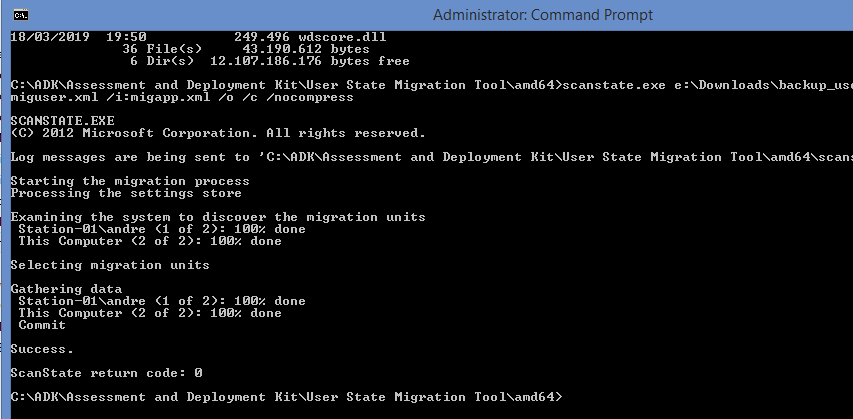 Administrator: Command Prompt
18/03/2019  19:50           249.496 wdscore.dll
              36 File(s)     43.190.612 bytes
               6 Dir(s)  12.107.186.176 bytes free
C:\ADK\Assessment and Deployment Kit\User State Migration Tool\amd64>scanstate.exe e:\Downloads\backup_use
miguser.xml /i:migapp.xml /o /c /nocompress
SCANSTATE.EXE
(C) 2012 Microsoft Corporation. All rights reserved.
Log messages are being sent to 'C:\ADK\Assessment and Deployment Kit\User State Migration Tool\amd64\scans
Starting the migration process
Processing the settings store
Examining the system to discover the migration units
 Station-01\andre (1 of 2): 100% done
 This Computer (2 of 2): 100% done
Selecting migration units
Gathering data
 Station-01\andre (1 of 2): 100% done
 This Computer (2 of 2): 100% done
 Commit
Success.
ScanState return code: 0
C:\ADK\Assessment and Deployment Kit\User State Migration Tool\amd64>